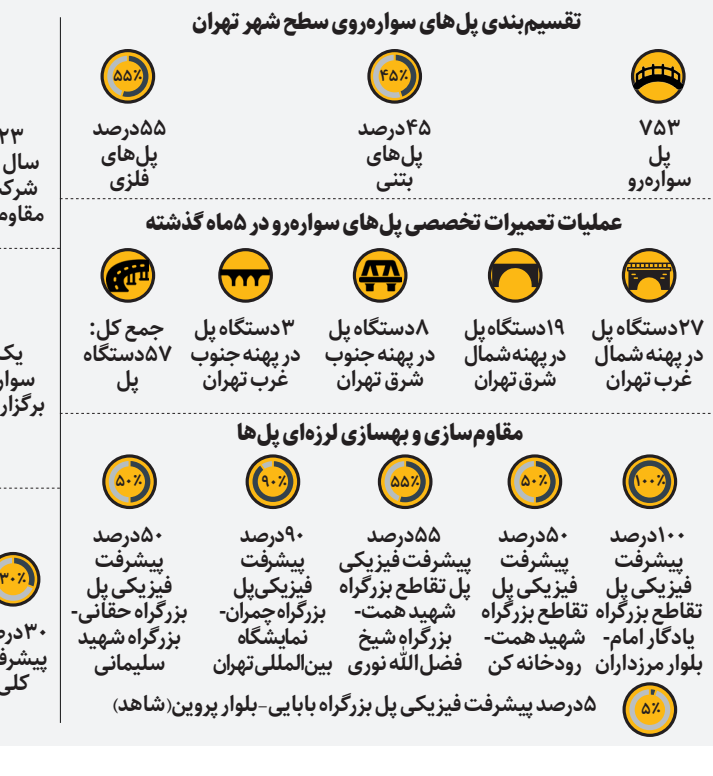 تقسیم‌بندی پل‌های سواره‌روی سطح شهر تهران
۷۵۳
پل
سواره‌رو
۴۵٪
۴۵درصد
پل‌های
بتنی
۵۵٪
۵۵درصد
پل‌های
فلزی
عملیات تعمیرات تخصصی پل‌های سواره‌رو در ۵ماه گذشته
۲۷دستگاه پل
در پهنه شمال
غرب تهران
۱۹دستگاه پل
در پهنه شمال
شرق تهران
۸دستگاه پل
در پهنه جنوب
شرق تهران
۳دستگاه پل
در پهنه جنوب
غرب تهران
جمع کل:
۵۷دستگاه
پل
مقاوم‌سازی و بهسازی لرزه‌ای پل‌ها
۱۰۰٪
۱۰۰درصد
پیشرفت
فیزیکی پل
تقاطع بزرگراه
یادگار امام-
بلوار مرزداران
۵۰٪
۵۰درصد
پیشرفت
فیزیکی پل
تقاطع بزرگراه
شهید همت-
رودخانه کن
۵۵٪
۵۵درصد
پیشرفت فیزیکی
پل تقاطع بزرگراه
شهید همت-
بزرگراه شیخ
فضل‌الله نوری
۹۰٪
۹۰درصد
پیشرفت
فیزیکی پل
بزرگراه چمران-
نمایشگاه
بین‌المللی تهران
۵۰٪
۵۰درصد
پیشرفت
فیزیکی پل
بزرگراه حقانی-
بزرگراه شهید
سلیمانی
۵٪
۵درصد پیشرفت فیزیکی پل بزرگراه بابایی-بلوار پروین(شاهد)
۲۳
سال
یک
۳۰٪
کلی